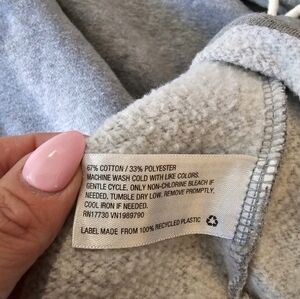 67% COTTON / 33% POLYESTER
MACHINE WASH COLD WITH LIKE COLORS.
GENTLE CYCLE, ONLY NON-CHLORINE BLEACH IF
NEEDED, TUMBLE DRY LOW. REMOVE PROMPTLY,
COOL IRON IF NEEDED.
RN17730 VN1989790
LABEL MADE FROM 100% RECYCLED PLASTIC